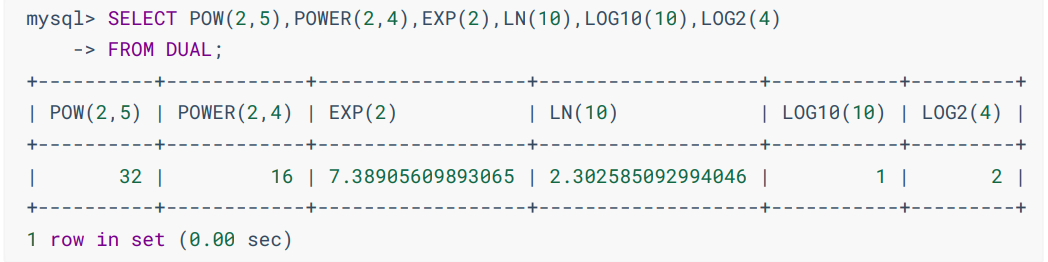 mysql> SELECT POW(2,5),POWER(2,4),EXP(2),LN(10),LOG10(10),LOG2(4)
    -> FROM DUAL;
+----------+------------+------------------+-------------------+-----------+---------+
| POW(2,5) | POWER(2,4) | EXP(2)           | LN(10)            | LOG10(10) | LOG2(4) |
+----------+------------+------------------+-------------------+-----------+---------+
|       32 |         16 | 7.38905609893065 | 2.302585092994046 |         1 |       2 |
+----------+------------+------------------+-------------------+-----------+---------+
1 row in set (0.00 sec)